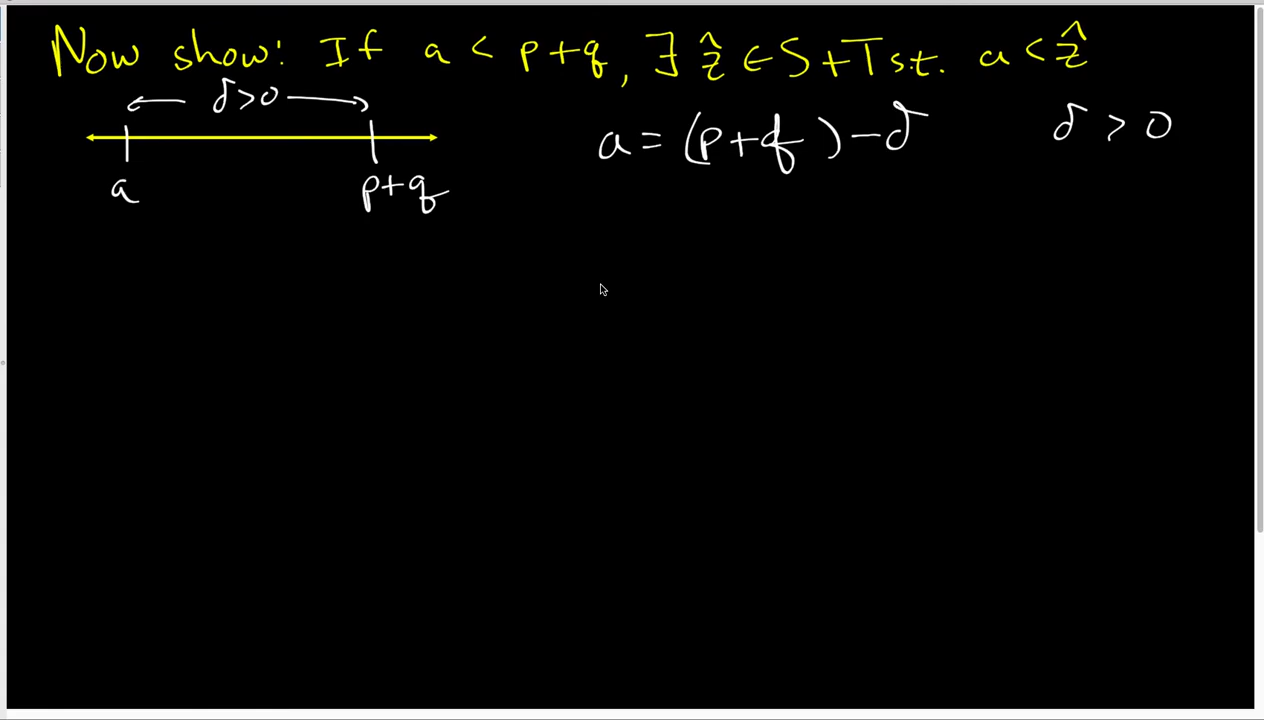 Now show: If a < p+q, ∃ ẑ ∈ S+T s.t. a < ẑ
δ>0
a = (p+q) − δ δ > 0
a p+q